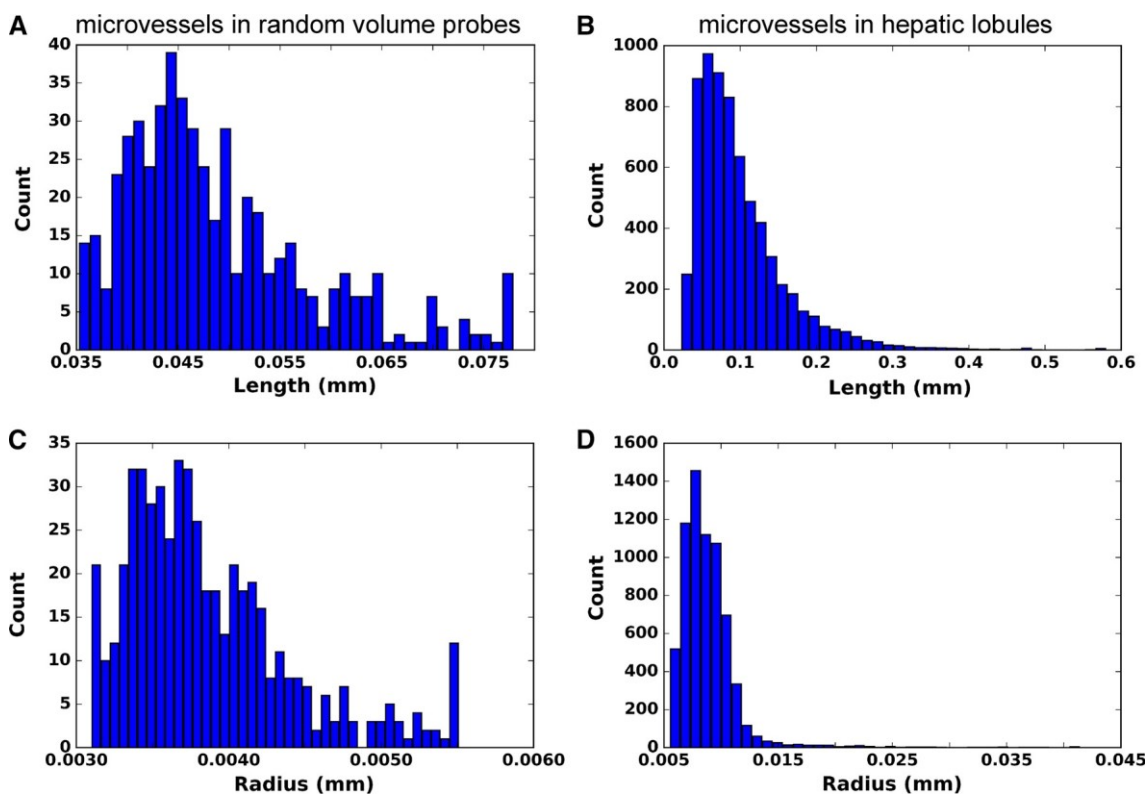 A microvessels in random volume probes
40
35
30
25
20
15
10
5
0
Count
0.035 0.045 0.055 0.065 0.075
Length (mm)
B microvessels in hepatic lobules
1000
800
600
400
200
0
Count
0.0 0.1 0.2 0.3 0.4 0.5 0.6
Length (mm)
C
35
30
25
20
15
10
5
0
Count
0.0030 0.0040 0.0050 0.0060
Radius (mm)
D
1600
1400
1200
1000
800
600
400
200
0
Count
0.005 0.015 0.025 0.035 0.045
Radius (mm)